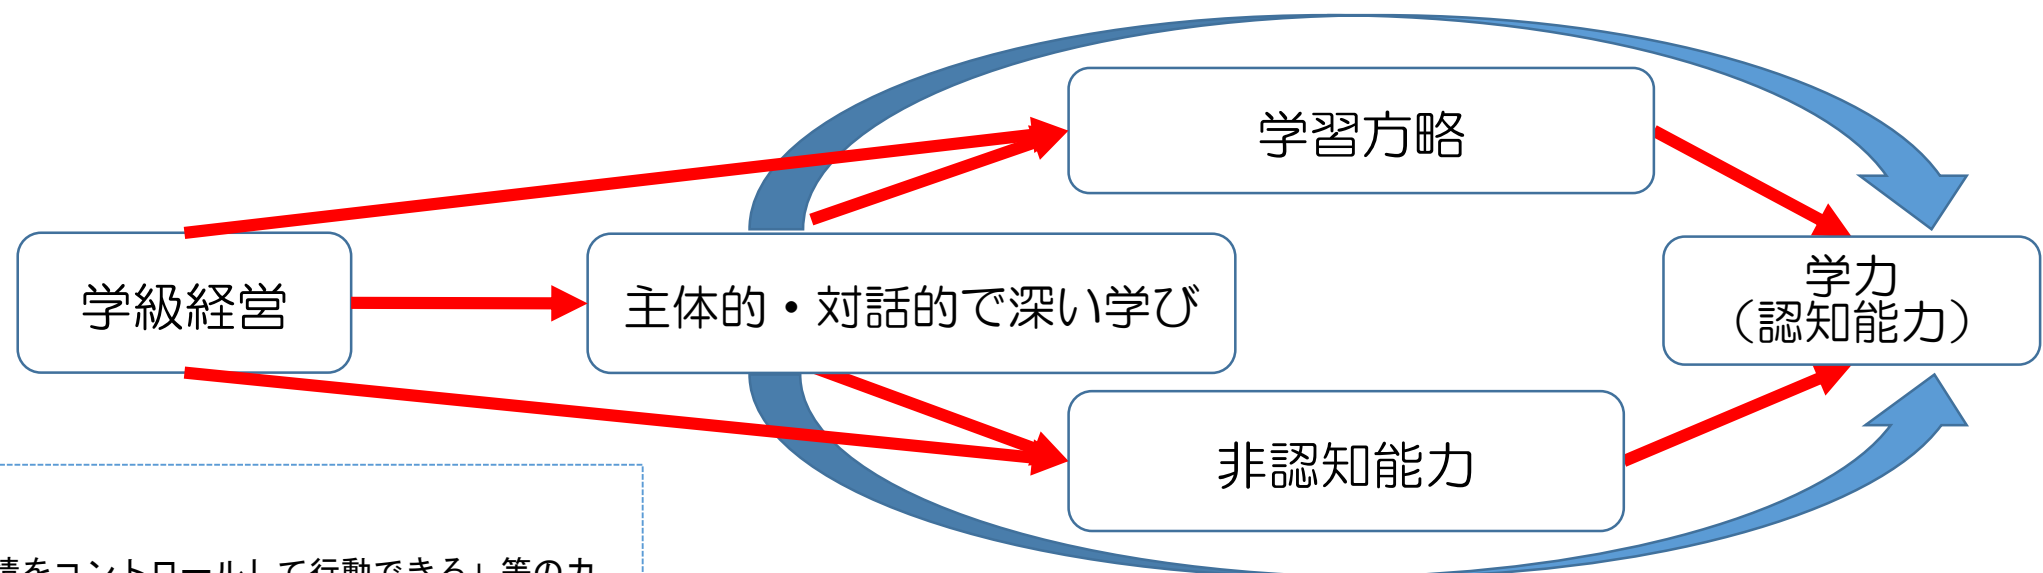 学習方略
学級経営
主体的・対話的で深い学び
学力
（認知能力）
非認知能力
情をコントロールして行動できる」等の力